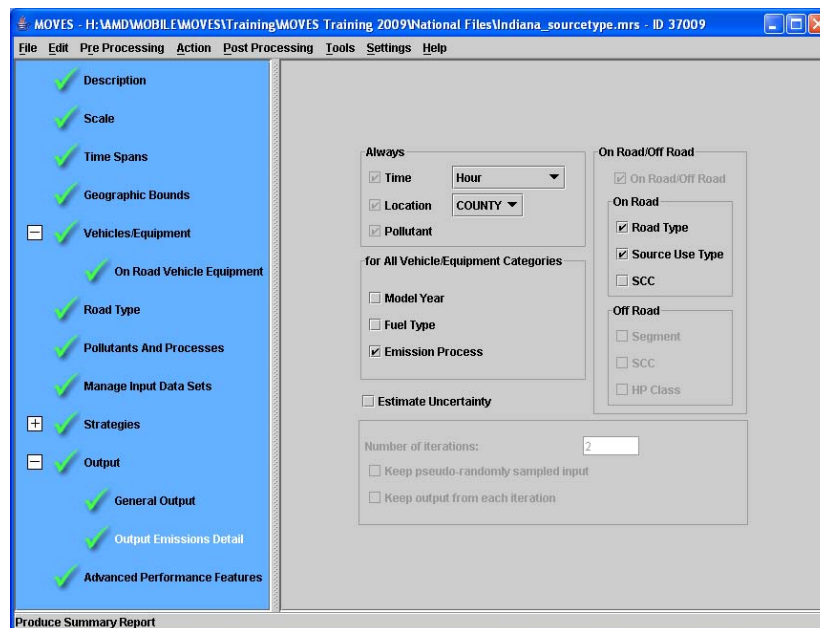 MOVES - H:\AMD\MOBILE\MOVES\Training\MOVES Training 2009\National Files\Indiana_sourcetype.mrs - ID 37009
File Edit Pre Processing Action Post Processing Tools Settings Help
Description
Scale
Time Spans
Geographic Bounds
Vehicles/Equipment
On Road Vehicle Equipment
Road Type
Pollutants And Processes
Manage Input Data Sets
Strategies
Output
General Output
Output Emissions Detail
Advanced Performance Features
Always
Time Hour
Location COUNTY
Pollutant
for All Vehicle/Equipment Categories
Model Year
Fuel Type
Emission Process
Estimate Uncertainty
On Road/Off Road
On Road/Off Road
On Road
Road Type
Source Use Type
SCC
Off Road
Segment
SCC
HP Class
Number of iterations: 2
Keep pseudo-randomly sampled input
Keep output from each iteration
Produce Summary Report